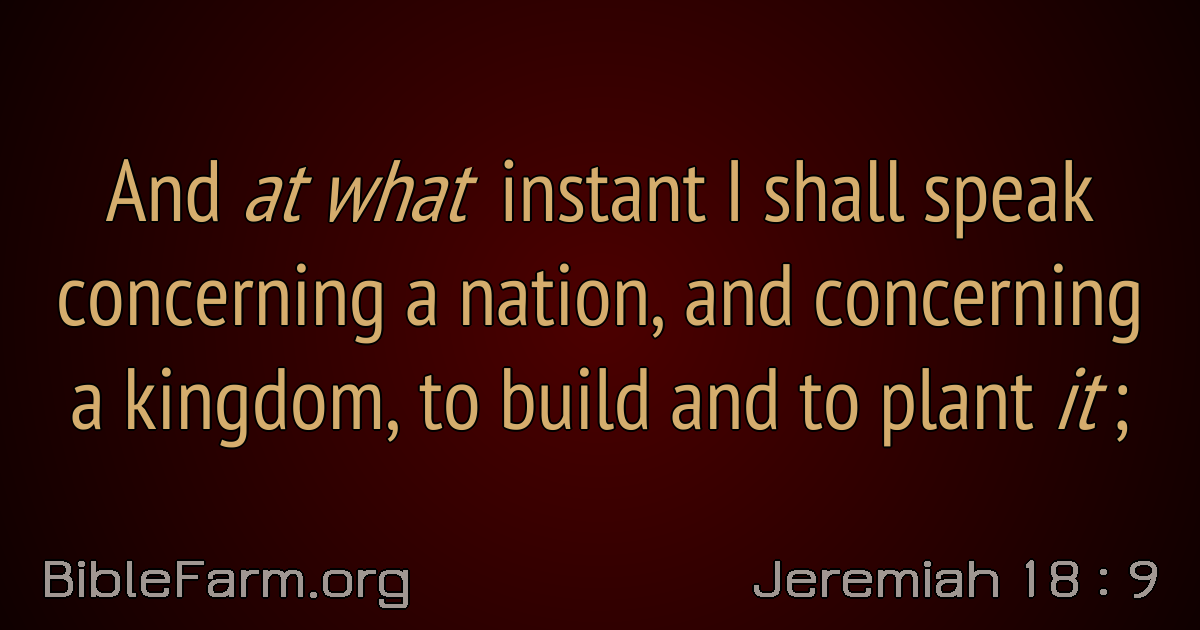 And at what instant I shall speak
concerning a nation, and concerning
a kingdom, to build and to plant it;
BibleFarm.org
Jeremiah 18 : 9